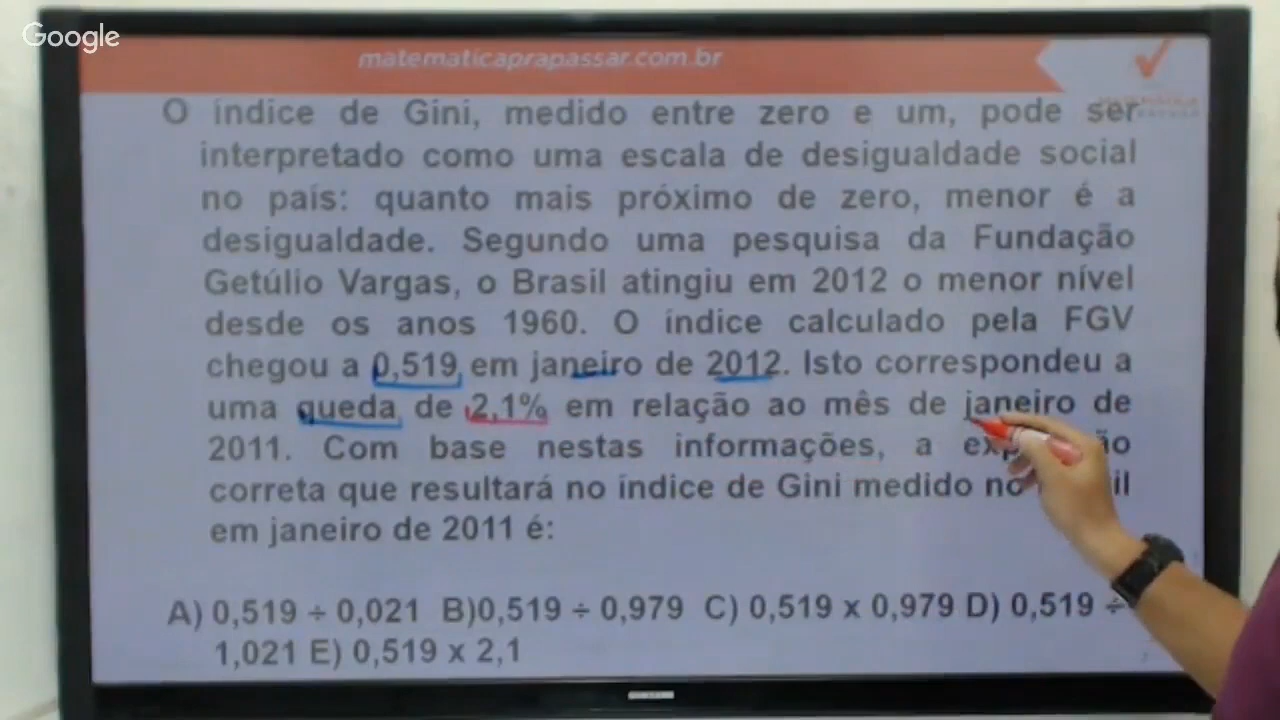 Google
matematicaprapassar.com.br
O índice de Gini, medido entre zero e um, pode ser
interpretado como uma escala de desigualdade social
no país: quanto mais próximo de zero, menor é a
desigualdade. Segundo uma pesquisa da Fundação
Getúlio Vargas, o Brasil atingiu em 2012 o menor nível
desde os anos 1960. O índice calculado pela FGV
chegou a 0,519 em janeiro de 2012. Isto correspondeu a
uma queda de 2,1% em relação ao mês de janeiro de
2011. Com base nestas informações, a
correta que resultará no índice de Gini medido no
em janeiro de 2011 é:
A) 0,519 ÷ 0,021 B)0,519 ÷ 0,979 C) 0,519 x 0,979 D) 0,519 ÷
1,021 E) 0,519 x 2,1